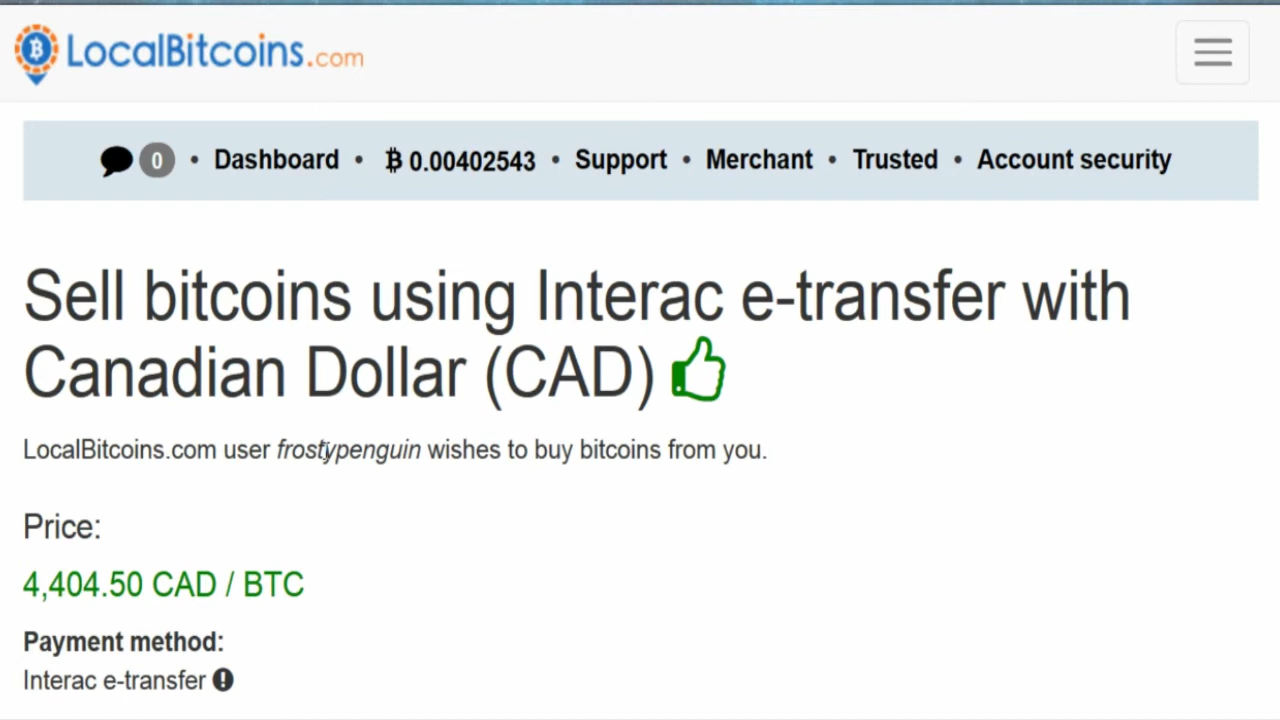 LocalBitcoins.com
0 • Dashboard • ₿ 0.00402543 • Support • Merchant • Trusted • Account security
Sell bitcoins using Interac e-transfer with
Canadian Dollar (CAD)
LocalBitcoins.com user frostypenguin wishes to buy bitcoins from you.
Price:
4,404.50 CAD / BTC
Payment method:
Interac e-transfer